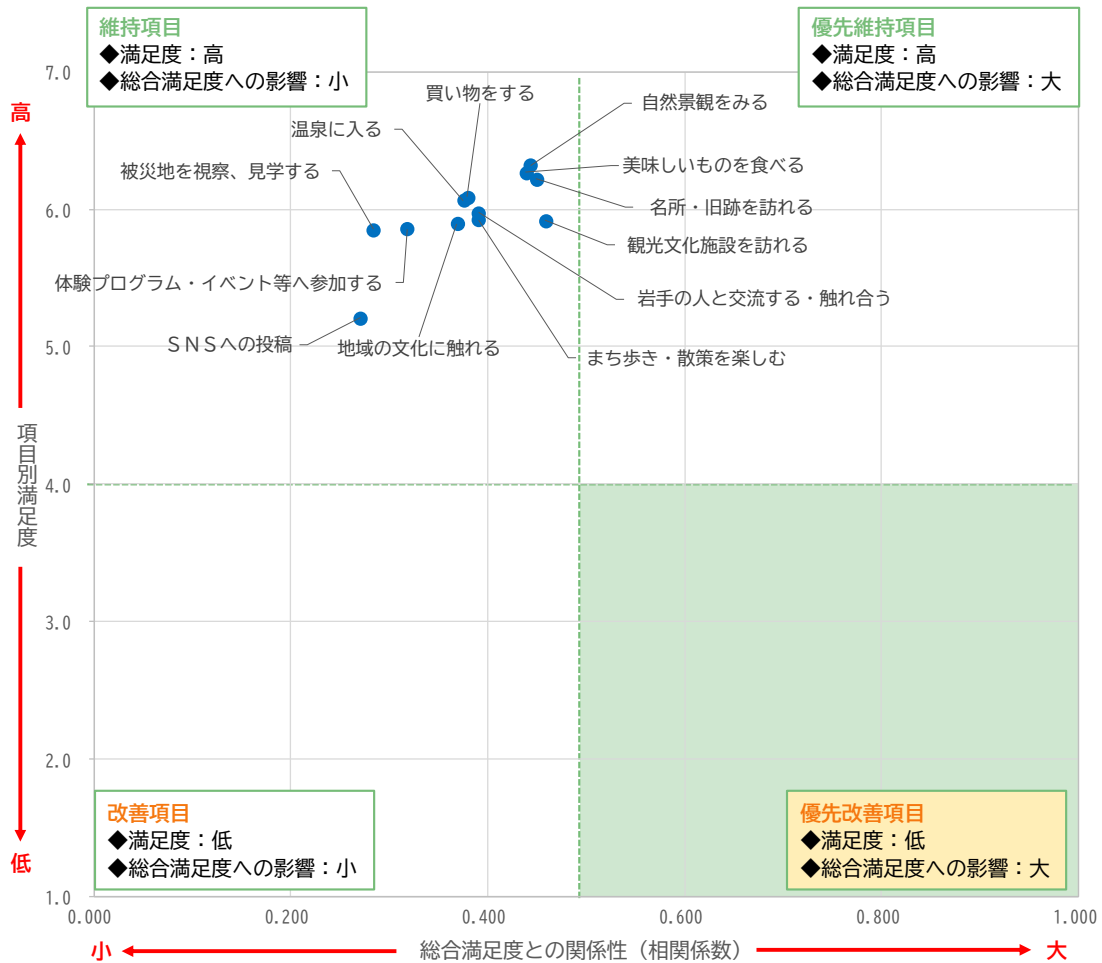 維持項目
◆満足度：高
◆総合満足度への影響：小
優先維持項目
◆満足度：高
◆総合満足度への影響：大
7.0
高
買い物をする
自然景観をみる
温泉に入る
美味しいものを食べる
被災地を視察、見学する
6.0
名所・旧跡を訪れる
観光文化施設を訪れる
体験プログラム・イベント等へ参加する
岩手の人と交流する・触れ合う
ＳＮＳへの投稿
5.0
地域の文化に触れる
まち歩き・散策を楽しむ
項目別満足度
4.0
3.0
2.0
改善項目
◆満足度：低
◆総合満足度への影響：小
優先改善項目
◆満足度：低
◆総合満足度への影響：大
低
1.0
0.000
0.200
0.400
0.600
0.800
1.000
小
総合満足度との関係性（相関係数）
大